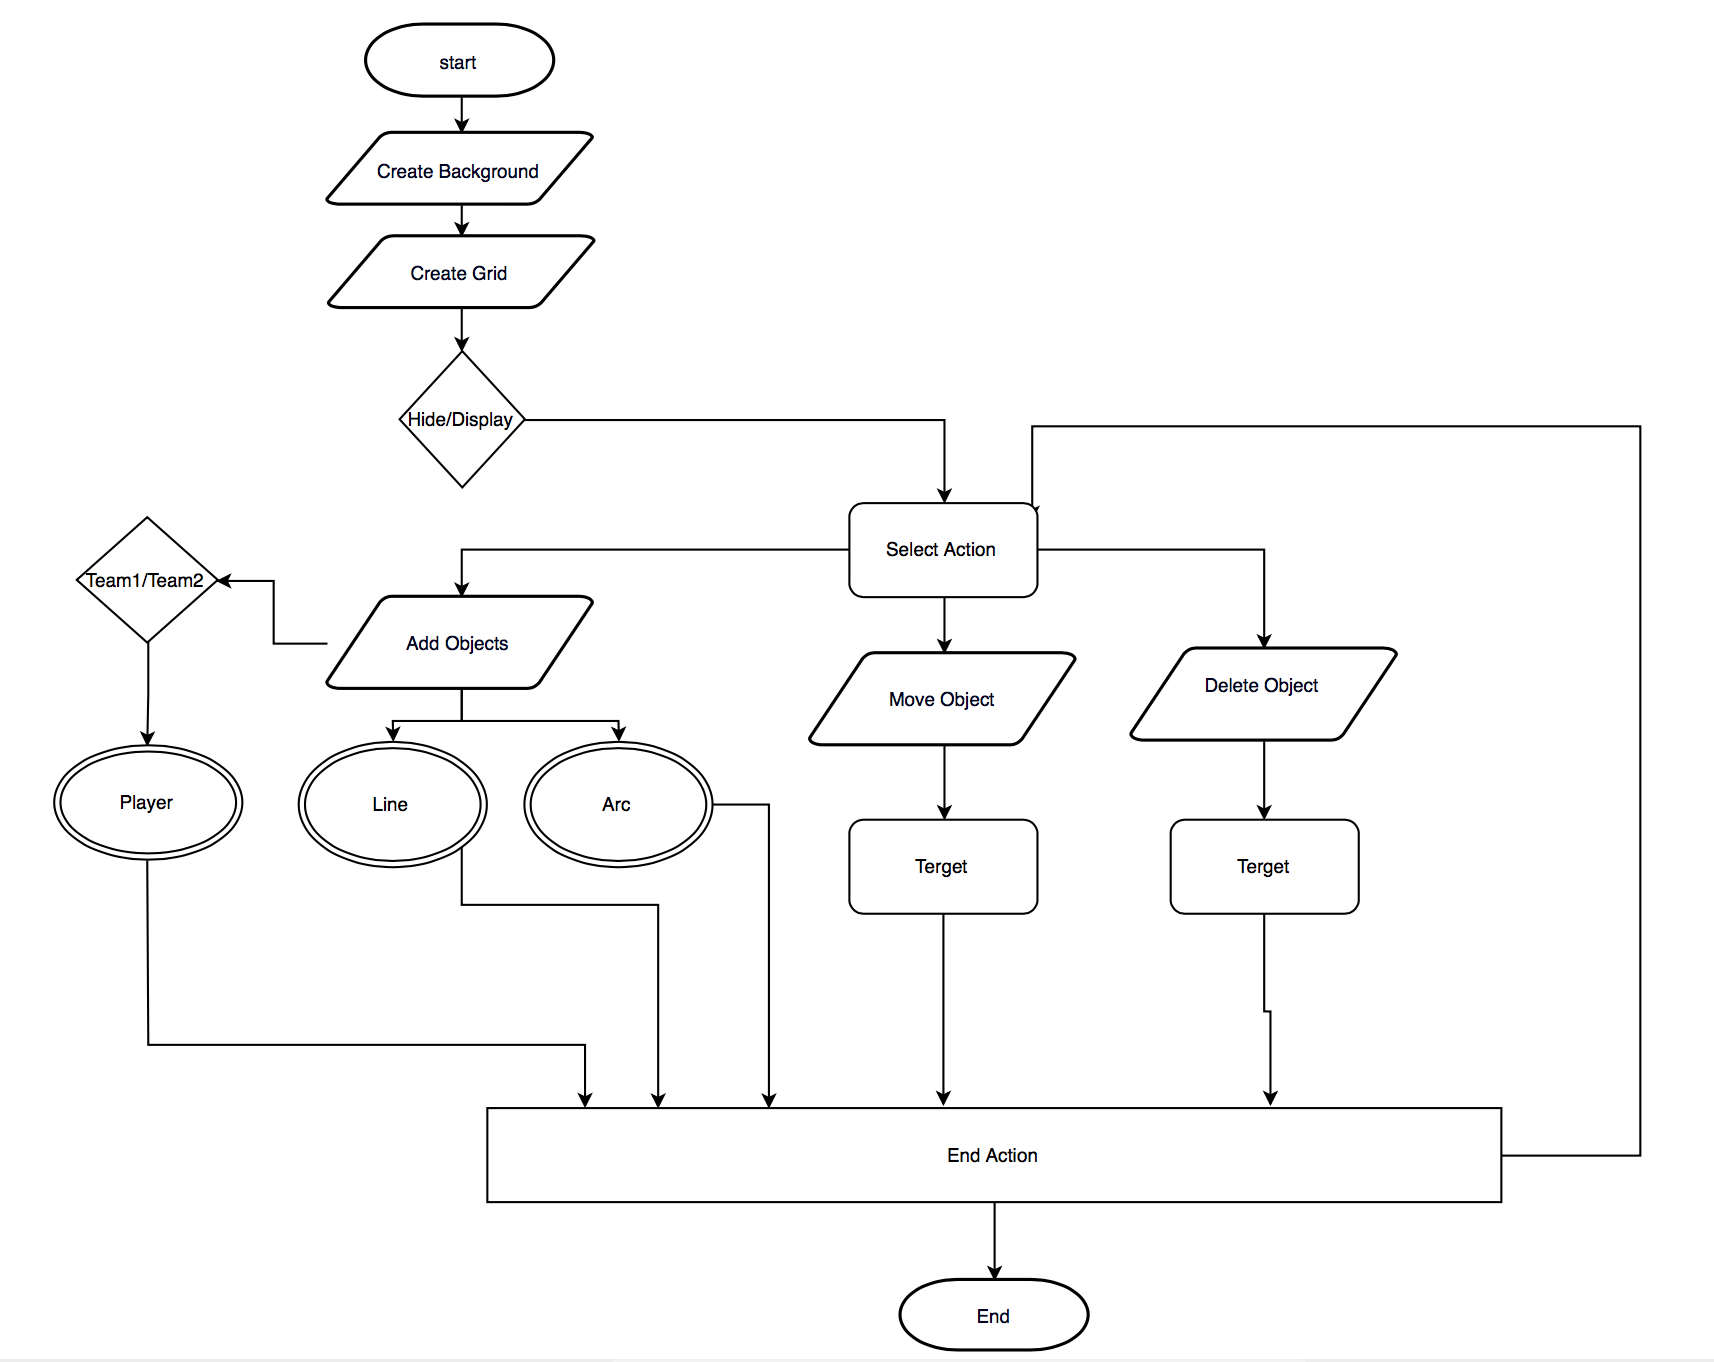 start
Create Background
Create Grid
Hide/Display
Select Action
Team1/Team2
Add Objects
Move Object
Delete Object
Player
Line
Arc
Terget
Terget
End Action
End